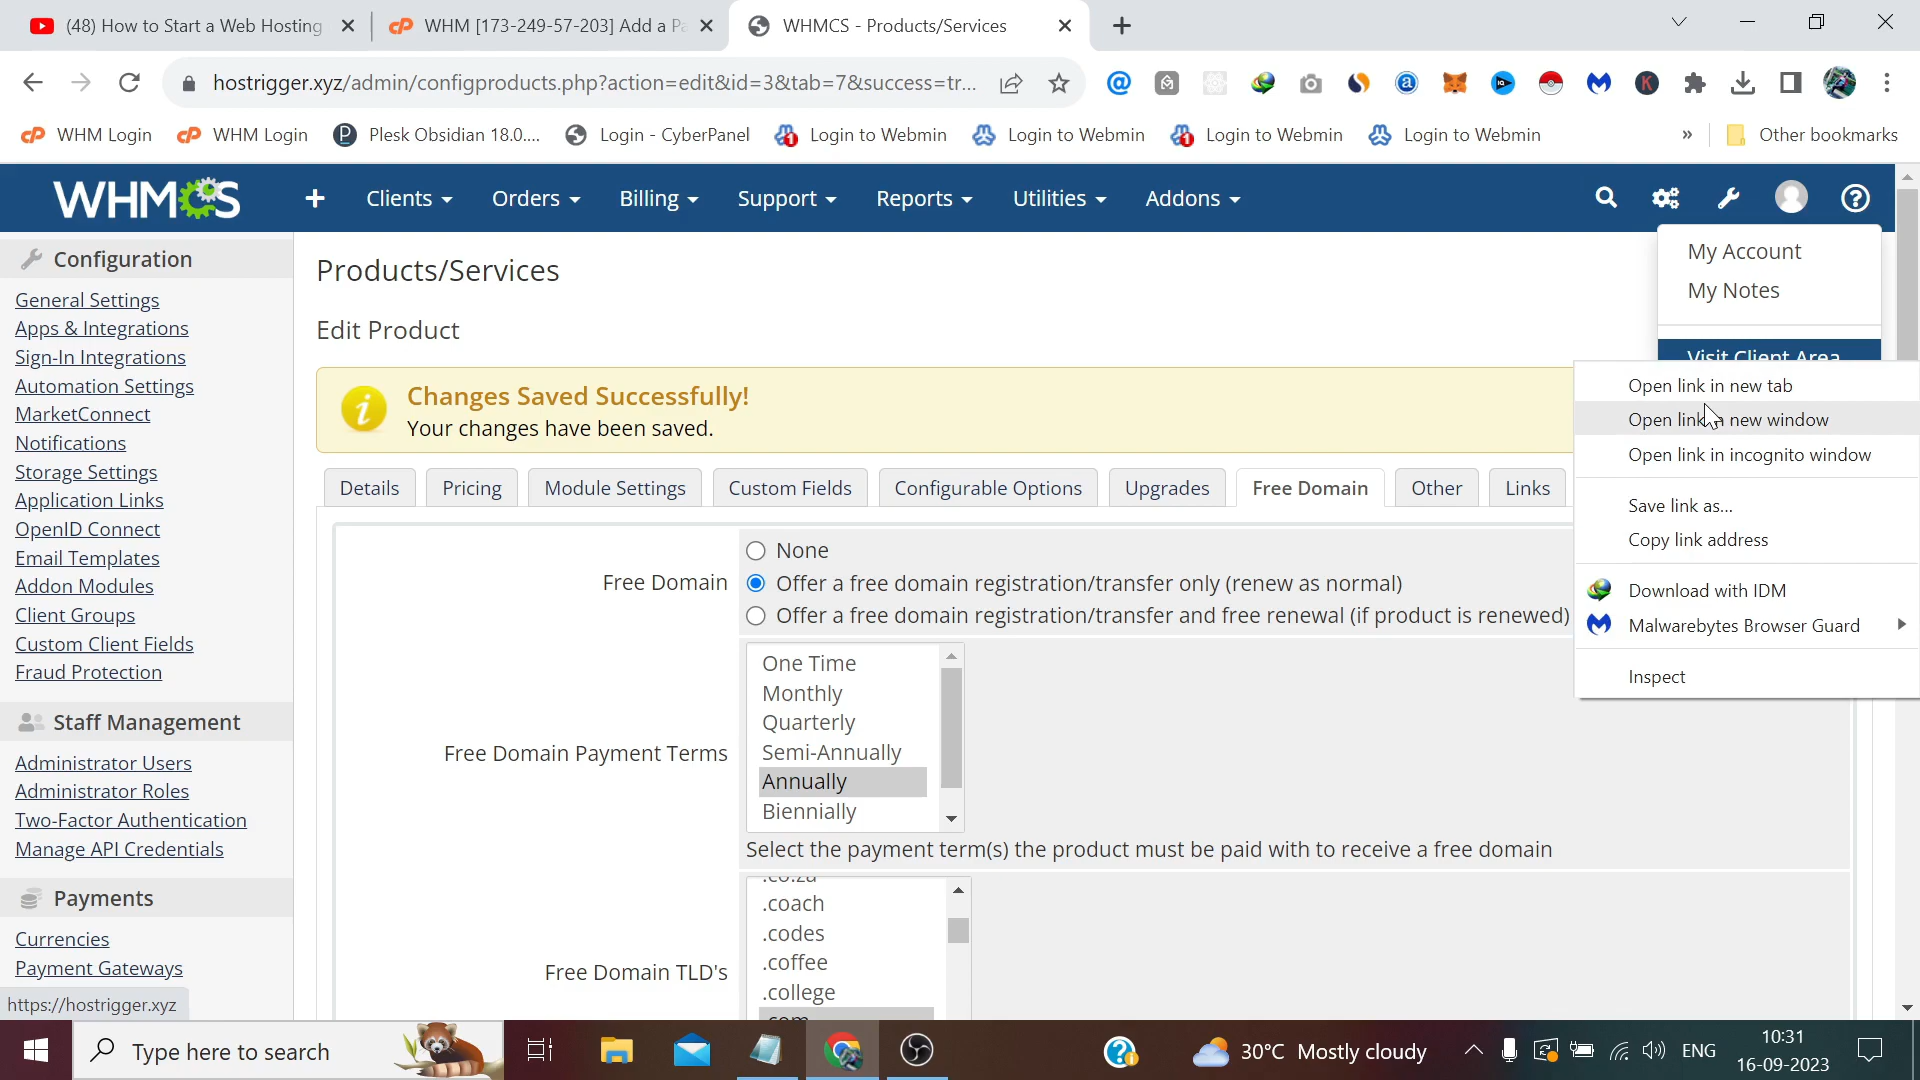 (48) How to Start a Web Hosting
WHM [173-249-57-203] Add a Pa
WHMCS - Products/Services
hostrigger.xyz/admin/configproducts.php?action=edit&id=3&tab=7&success=tr...
WHM Login
WHM Login
Plesk Obsidian 18.0....
Login - CyberPanel
Login to Webmin
Login to Webmin
Login to Webmin
Login to Webmin
»
Other bookmarks
WHMCS
Clients
Orders
Billing
Support
Reports
Utilities
Addons
Configuration
General Settings
Apps & Integrations
Sign-In Integrations
Automation Settings
MarketConnect
Notifications
Storage Settings
Application Links
OpenID Connect
Email Templates
Addon Modules
Client Groups
Custom Client Fields
Fraud Protection
Staff Management
Administrator Users
Administrator Roles
Two-Factor Authentication
Manage API Credentials
Payments
Currencies
Payment Gateways
https://hostrigger.xyz
Products/Services
Edit Product
Changes Saved Successfully!
Your changes have been saved.
Details
Pricing
Module Settings
Custom Fields
Configurable Options
Upgrades
Free Domain
Other
Links
Free Domain
None
Offer a free domain registration/transfer only (renew as normal)
Offer a free domain registration/transfer and free renewal (if product is renewed)
Free Domain Payment Terms
One Time
Monthly
Quarterly
Semi-Annually
Annually
Biennially
Select the payment term(s) the product must be paid with to receive a free domain
Free Domain TLD's
.co.za
.coach
.codes
.coffee
.college
.com
My Account
My Notes
Visit Client Area
Open link in new tab
Open link in new window
Open link in incognito window
Save link as...
Copy link address
Download with IDM
Malwarebytes Browser Guard
Inspect
Type here to search
30°C Mostly cloudy
ENG
10:31
16-09-2023